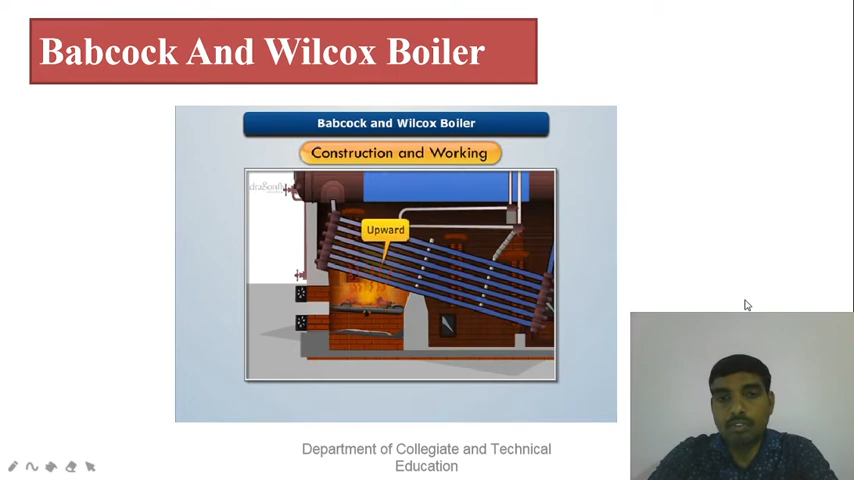 Babcock And Wilcox Boiler
Babcock and Wilcox Boiler
Construction and Working
Upward
Department of Collegiate and Technical
Education